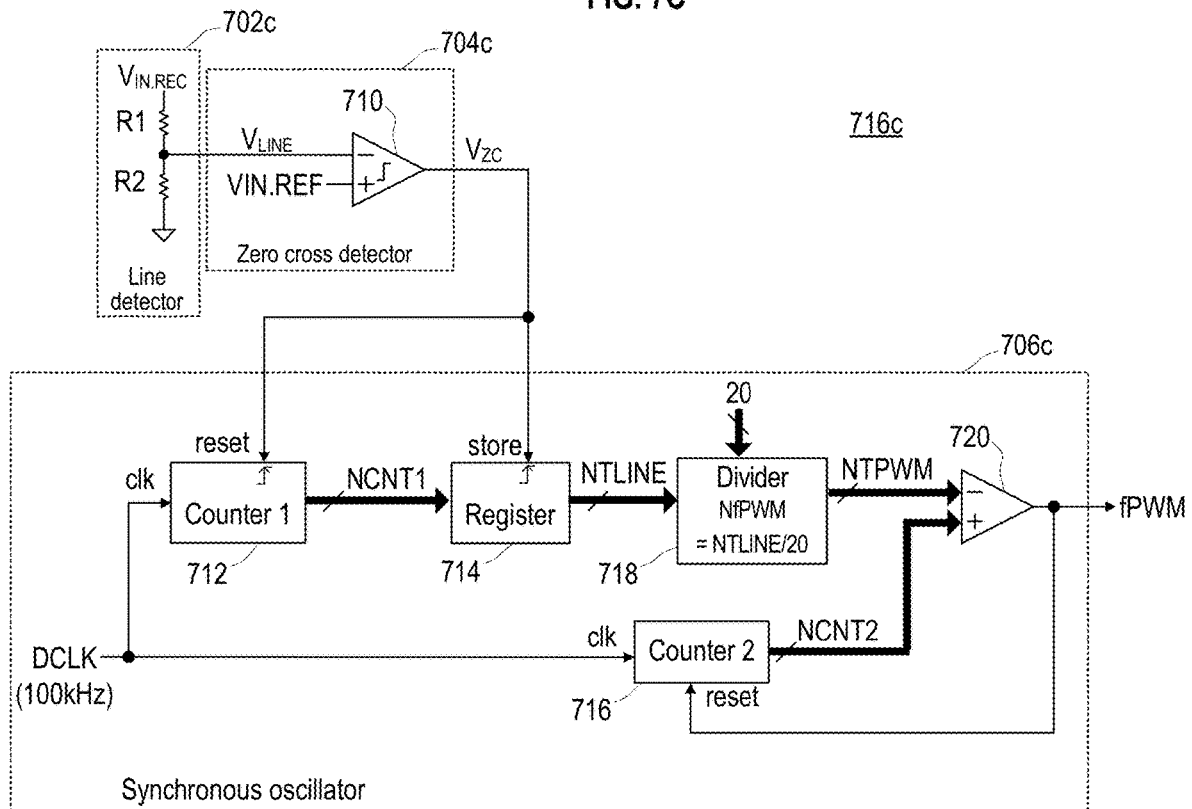 FIG. 7C
702c
704c
VIN.REC
R1
R2
710
VLINE
VZC
VIN.REF
716c
Zero cross detector
Line
detector
706c
20
720
reset
store
clk
NCNT1
NTLINE
Divider
NTPWM
Counter 1
Register
NfPWM
= NTLINE/20
fPWM
712
714
718
−
+
−
+
NCNT2
clk
Counter 2
DCLK
(100kHz)
716
reset
Synchronous oscillator